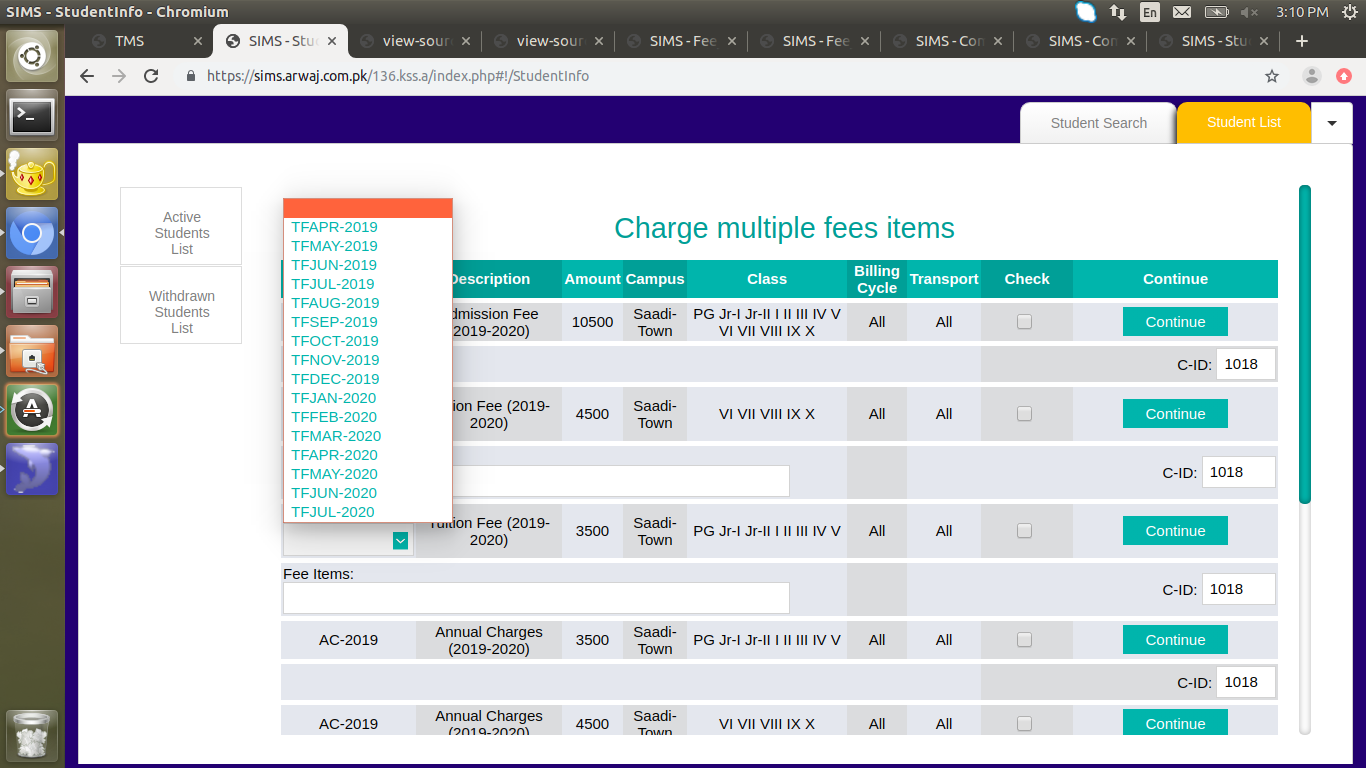 SIMS - StudentInfo - Chromium
En
3:10 PM
TMS
SIMS - Stu
view-sour
view-sour
SIMS - Fee
SIMS - Fee
SIMS - Con
SIMS - Con
SIMS - Stu
https://sims.arwaj.com.pk/136.kss.a/index.php#!/StudentInfo
Student Search
Student List
Active
Students
List
Withdrawn
Students
List
Charge multiple fees items
TFAPR-2019
TFMAY-2019
TFJUN-2019
TFJUL-2019
TFAUG-2019
TFSEP-2019
TFOCT-2019
TFNOV-2019
TFDEC-2019
TFJAN-2020
TFFEB-2020
TFMAR-2020
TFAPR-2020
TFMAY-2020
TFJUN-2020
TFJUL-2020
Description Amount Campus Class Billing Cycle Transport Check Continue
dmission Fee (2019-2020) 10500 Saadi-Town PG Jr-I Jr-II I II III IV V VI VII VIII IX X All All Continue
C-ID: 1018
ion Fee (2019-2020) 4500 Saadi-Town VI VII VIII IX X All All Continue
C-ID: 1018
Tuition Fee (2019-2020) 3500 Saadi-Town PG Jr-I Jr-II I II III IV V All All Continue
Fee Items:
C-ID: 1018
AC-2019 Annual Charges (2019-2020) 3500 Saadi-Town PG Jr-I Jr-II I II III IV V All All Continue
C-ID: 1018
AC-2019 Annual Charges (2019-2020) 4500 Saadi-Town VI VII VIII IX X All All Continue